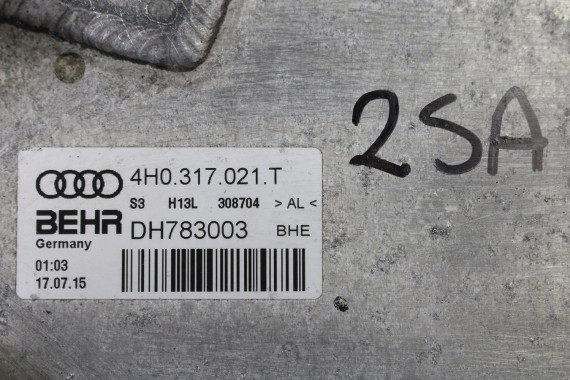 2SA
4H0.317.021.T
S3 H13L 308704 > AL <
BEHR DH783003 BHE
Germany
01:03
17.07.15